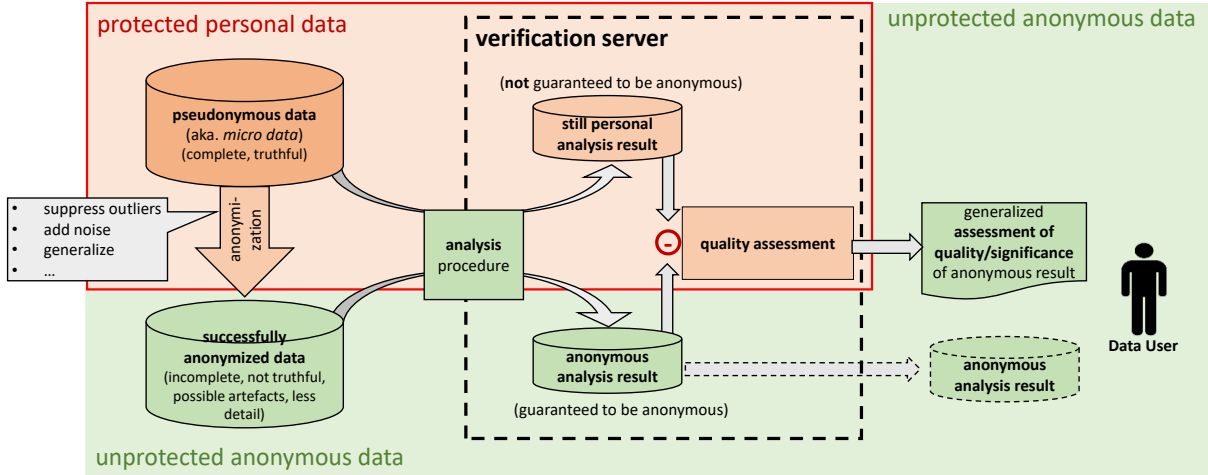 protected personal data
unprotected anonymous data
verification server
(not guaranteed to be anonymous)
pseudonymous data
(aka. micro data)
(complete, truthful)
still personal
analysis result
• suppress outliers
• add noise
• generalize
• ...
anonymi-
zation
analysis
procedure
-
quality assessment
generalized
assessment of
quality/significance
of anonymous result
Data User
successfully
anonymized data
(incomplete, not truthful,
possible artefacts, less
detail)
anonymous
analysis result
(guaranteed to be anonymous)
anonymous
analysis result
unprotected anonymous data